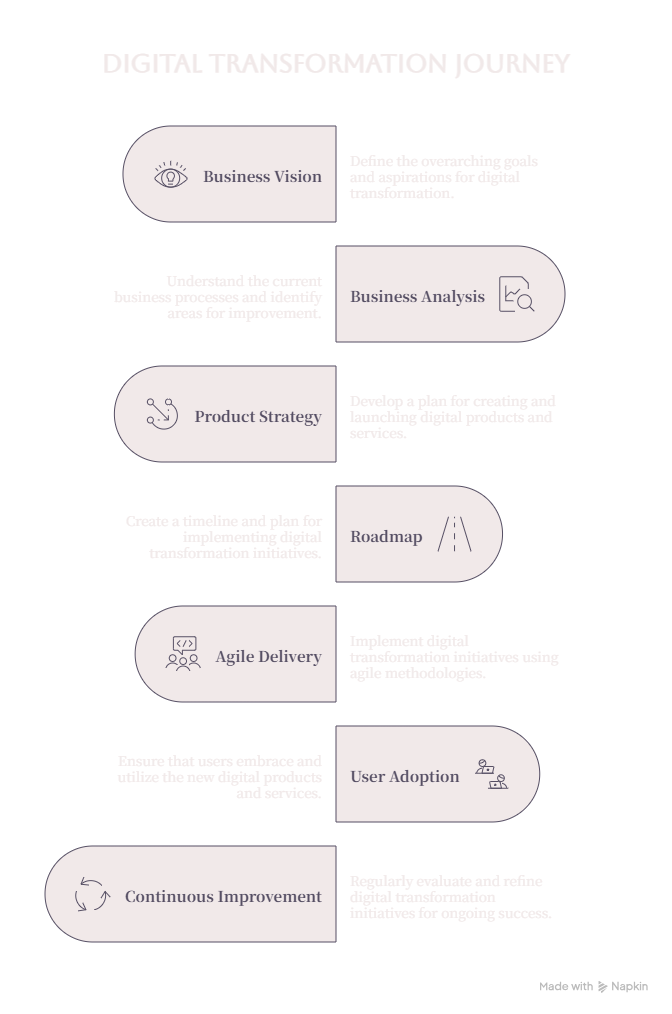 DIGITAL TRANSFORMATION JOURNEY
Business Vision
Define the overarching goals
and aspirations for digital
transformation.
Business Analysis
Understand the current
business processes and identify
areas for improvement.
Product Strategy
Develop a plan for creating and
launching digital products and
services.
Roadmap
Create a timeline and plan for
implementing digital
transformation initiatives.
Agile Delivery
Implement digital
transformation initiatives using
agile methodologies.
User Adoption
Ensure that users embrace and
utilize the new digital products
and services.
Continuous Improvement
Regularly evaluate and refine
digital transformation
initiatives for ongoing success.
Made with Napkin